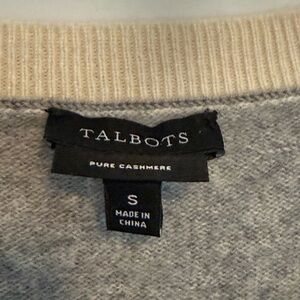 TALBOTS
PURE CASHMERE
S
MADE IN
CHINA